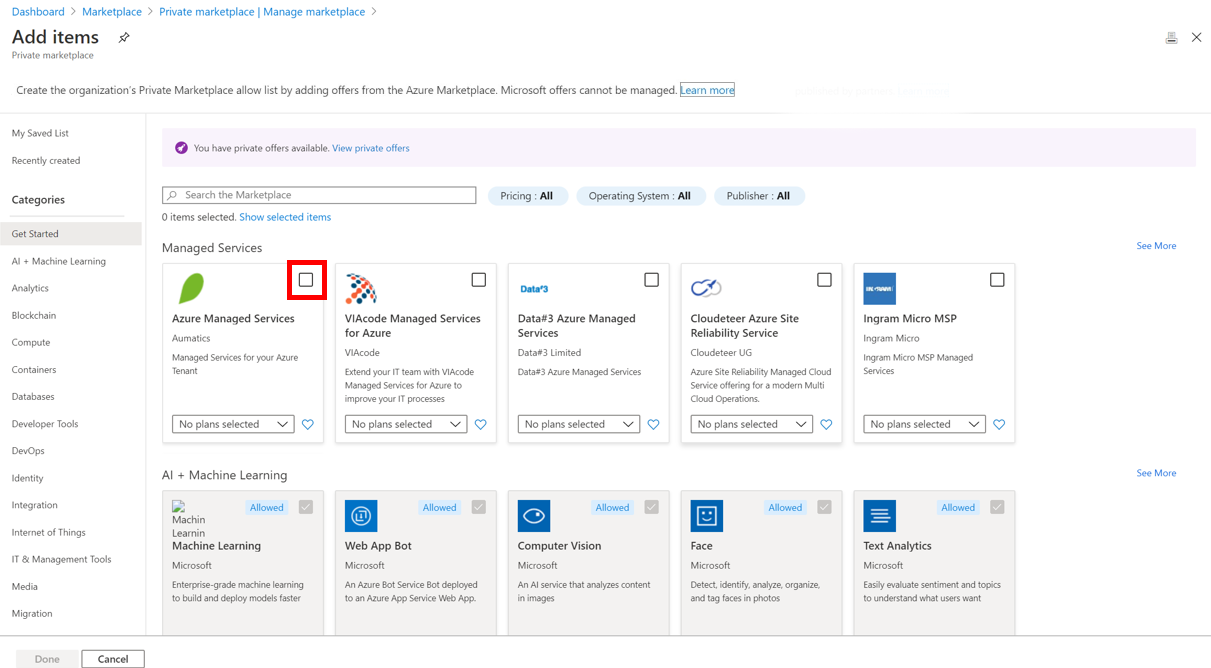 Dashboard > Marketplace > Private marketplace | Manage marketplace >
Add items
Private marketplace
Create the organization's Private Marketplace allow list by adding offers from the Azure Marketplace. Microsoft offers cannot be managed. Learn more
My Saved List
Recently created
Categories
Get Started
AI + Machine Learning
Analytics
Blockchain
Compute
Containers
Databases
Developer Tools
DevOps
Identity
Integration
Internet of Things
IT & Management Tools
Media
Migration
You have private offers available. View private offers
Search the Marketplace
Pricing : All
Operating System : All
Publisher : All
0 items selected. Show selected items
Managed Services
See More
Azure Managed Services
Aumatics
Managed Services for your Azure
Tenant
No plans selected
VIAcode Managed Services
for Azure
VIAcode
Extend your IT team with VIAcode
Managed Services for Azure to
improve your IT processes
No plans selected
Data#3
Data#3 Azure Managed
Services
Data#3 Limited
Data#3 Azure Managed Services
No plans selected
Cloudeteer Azure Site
Reliability Service
Cloudeteer UG
Azure Site Reliability Managed Cloud
Service offering for a modern Multi
Cloud Operations.
No plans selected
INGRAM
Ingram Micro MSP
Ingram Micro
Ingram Micro MSP Managed
Services
No plans selected
AI + Machine Learning
See More
Machin
Learnin
Allowed
Machine Learning
Microsoft
Enterprise-grade machine learning
to build and deploy models faster
Allowed
Web App Bot
Microsoft
An Azure Bot Service Bot deployed
to an Azure App Service Web App.
Allowed
Computer Vision
Microsoft
An AI service that analyzes content
in images
Allowed
Face
Microsoft
Detect, identify, analyze, organize,
and tag faces in photos
Allowed
Text Analytics
Microsoft
Easily evaluate sentiment and topics
to understand what users want
Done
Cancel